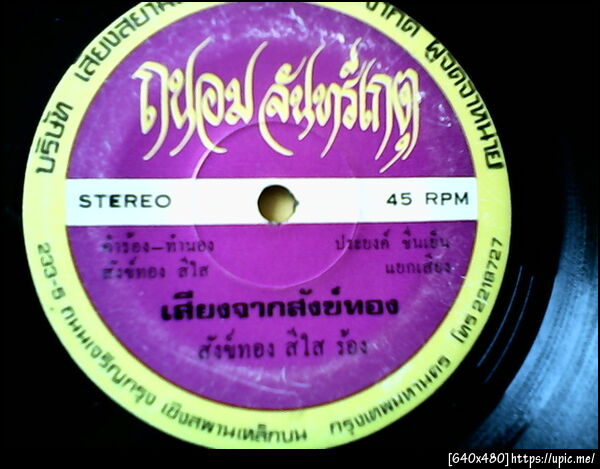 บริษัท เสียงสยาม จำกัด ผู้จัดจำหน่าย
ถนอม จันทร์เกตุ
STEREO 45 RPM
คำร้อง-ทำนอง ประยงค์ ชื่นเย็น
สังข์ทอง สีใส แยกเสียง
เสียงจากสังข์ทอง
สังข์ทอง สีใส ร้อง
233-5 ถนนเจริญกรุง เชิงสะพานเหล็กบน กรุงเทพมหานคร โทร 2218727
[640x480]https://upic.me/